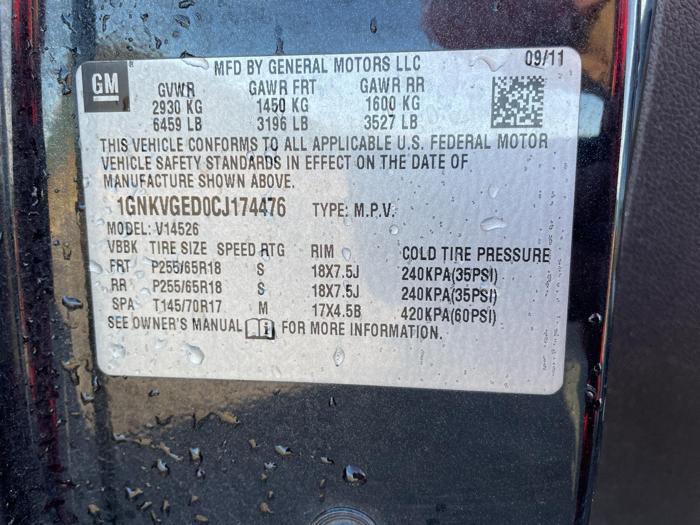 GM
MFD BY GENERAL MOTORS LLC 09/11
GVWR GAWR FRT GAWR RR
2930 KG 1450 KG 1600 KG
6459 LB 3196 LB 3527 LB
THIS VEHICLE CONFORMS TO ALL APPLICABLE U.S. FEDERAL MOTOR
VEHICLE SAFETY STANDARDS IN EFFECT ON THE DATE OF
MANUFACTURE SHOWN ABOVE.
1GNKVGED0CJ174476 TYPE: M.P.V.
MODEL: V14526
VBBK TIRE SIZE SPEED RTG RIM COLD TIRE PRESSURE
FRT P255/65R18 S 18X7.5J 240KPA(35PSI)
RR P255/65R18 S 18X7.5J 240KPA(35PSI)
SPA T145/70R17 M 17X4.5B 420KPA(60PSI)
SEE OWNER'S MANUAL FOR MORE INFORMATION.